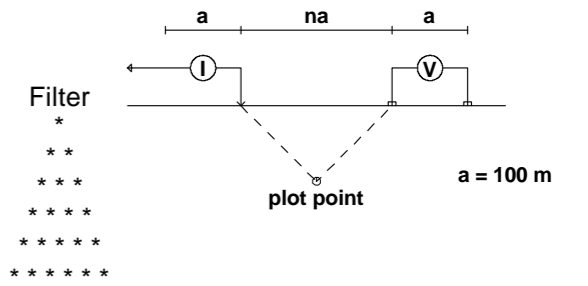 a na a
I V
Filter
*
* *
* * *
* * * *
* * * * *
* * * * * *
a = 100 m
plot point